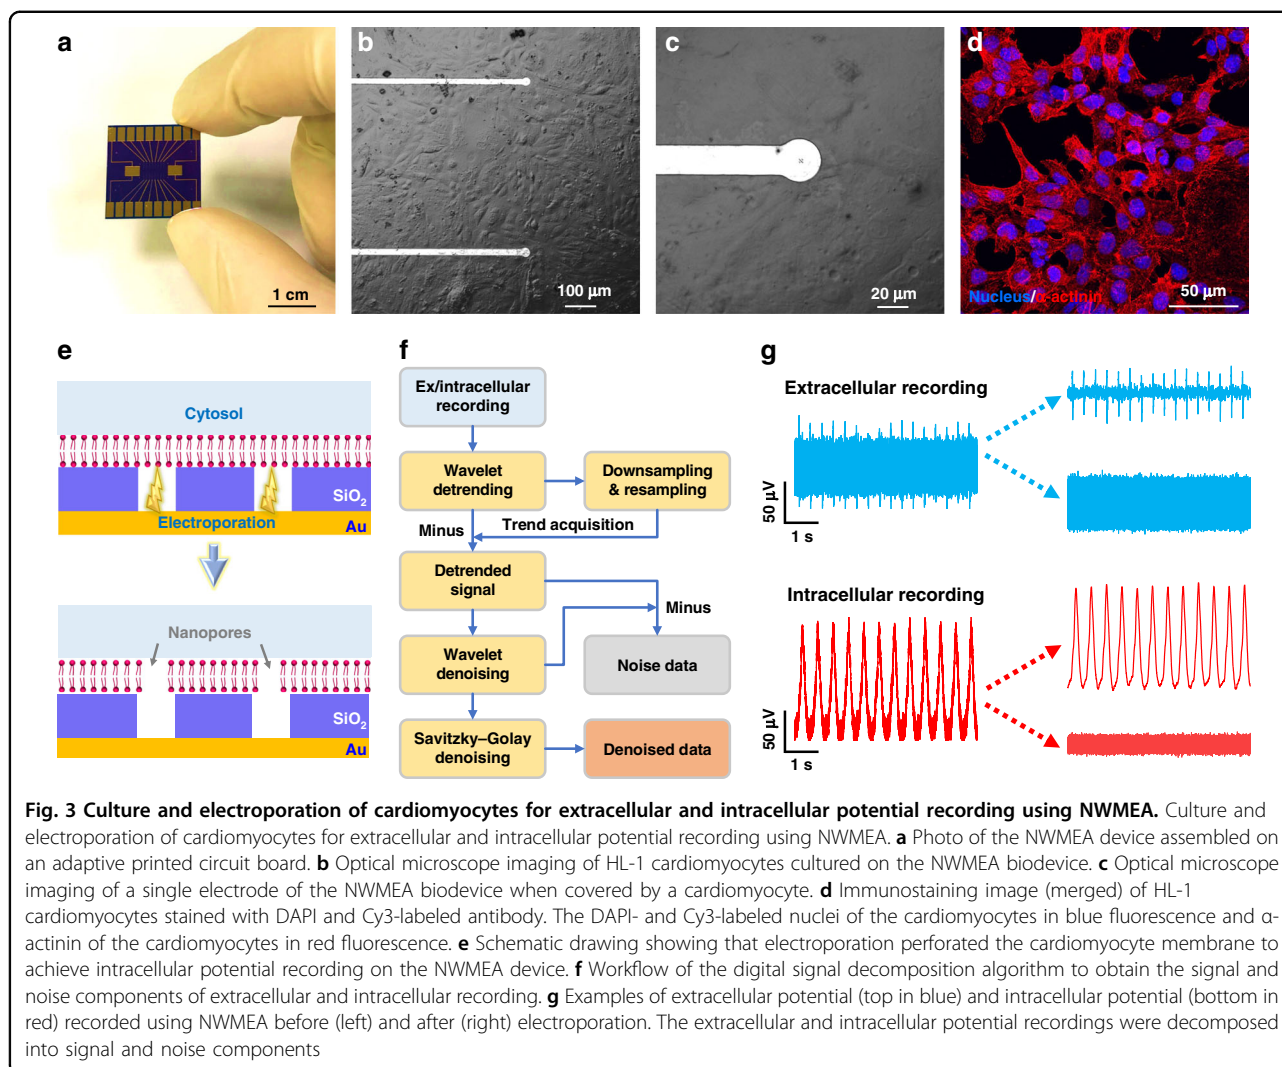 a
b
c
d
1 cm
100 µm
20 µm
Nucleus/α-actinin
50 µm
e
Cytosol
SiO2
Electroporation
Au
Nanopores
SiO2
Au
f
Ex/intracellular
recording
Wavelet
detrending
Downsampling
& resampling
Minus
Trend acquisition
Detrended
signal
Minus
Wavelet
denoising
Noise data
Savitzky–Golay
denoising
Denoised data
g
Extracellular recording
50 µV
1 s
Intracellular recording
50 µV
1 s
Fig. 3 Culture and electroporation of cardiomyocytes for extracellular and intracellular potential recording using NWMEA. Culture and
electroporation of cardiomyocytes for extracellular and intracellular potential recording using NWMEA. a Photo of the NWMEA device assembled on
an adaptive printed circuit board. b Optical microscope imaging of HL-1 cardiomyocytes cultured on the NWMEA biodevice. c Optical microscope
imaging of a single electrode of the NWMEA biodevice when covered by a cardiomyocyte. d Immunostaining image (merged) of HL-1
cardiomyocytes stained with DAPI and Cy3-labeled antibody. The DAPI- and Cy3-labeled nuclei of the cardiomyocytes in blue fluorescence and α-
actinin of the cardiomyocytes in red fluorescence. e Schematic drawing showing that electroporation perforated the cardiomyocyte membrane to
achieve intracellular potential recording on the NWMEA device. f Workflow of the digital signal decomposition algorithm to obtain the signal and
noise components of extracellular and intracellular recording. g Examples of extracellular potential (top in blue) and intracellular potential (bottom in
red) recorded using NWMEA before (left) and after (right) electroporation. The extracellular and intracellular potential recordings were decomposed
into signal and noise components